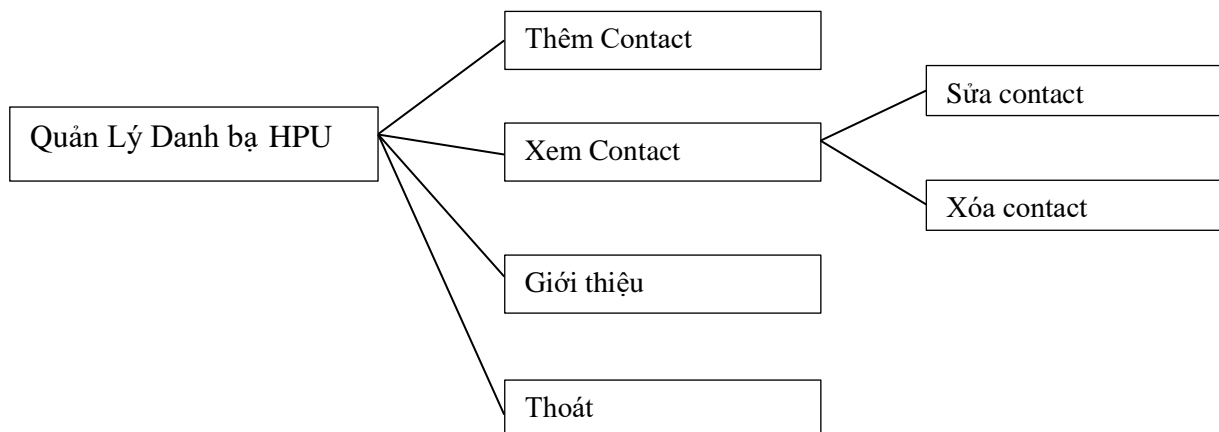 Thêm Contact
Sửa contact
Quản Lý Danh bạ HPU
Xem Contact
Xóa contact
Giới thiệu
Thoát